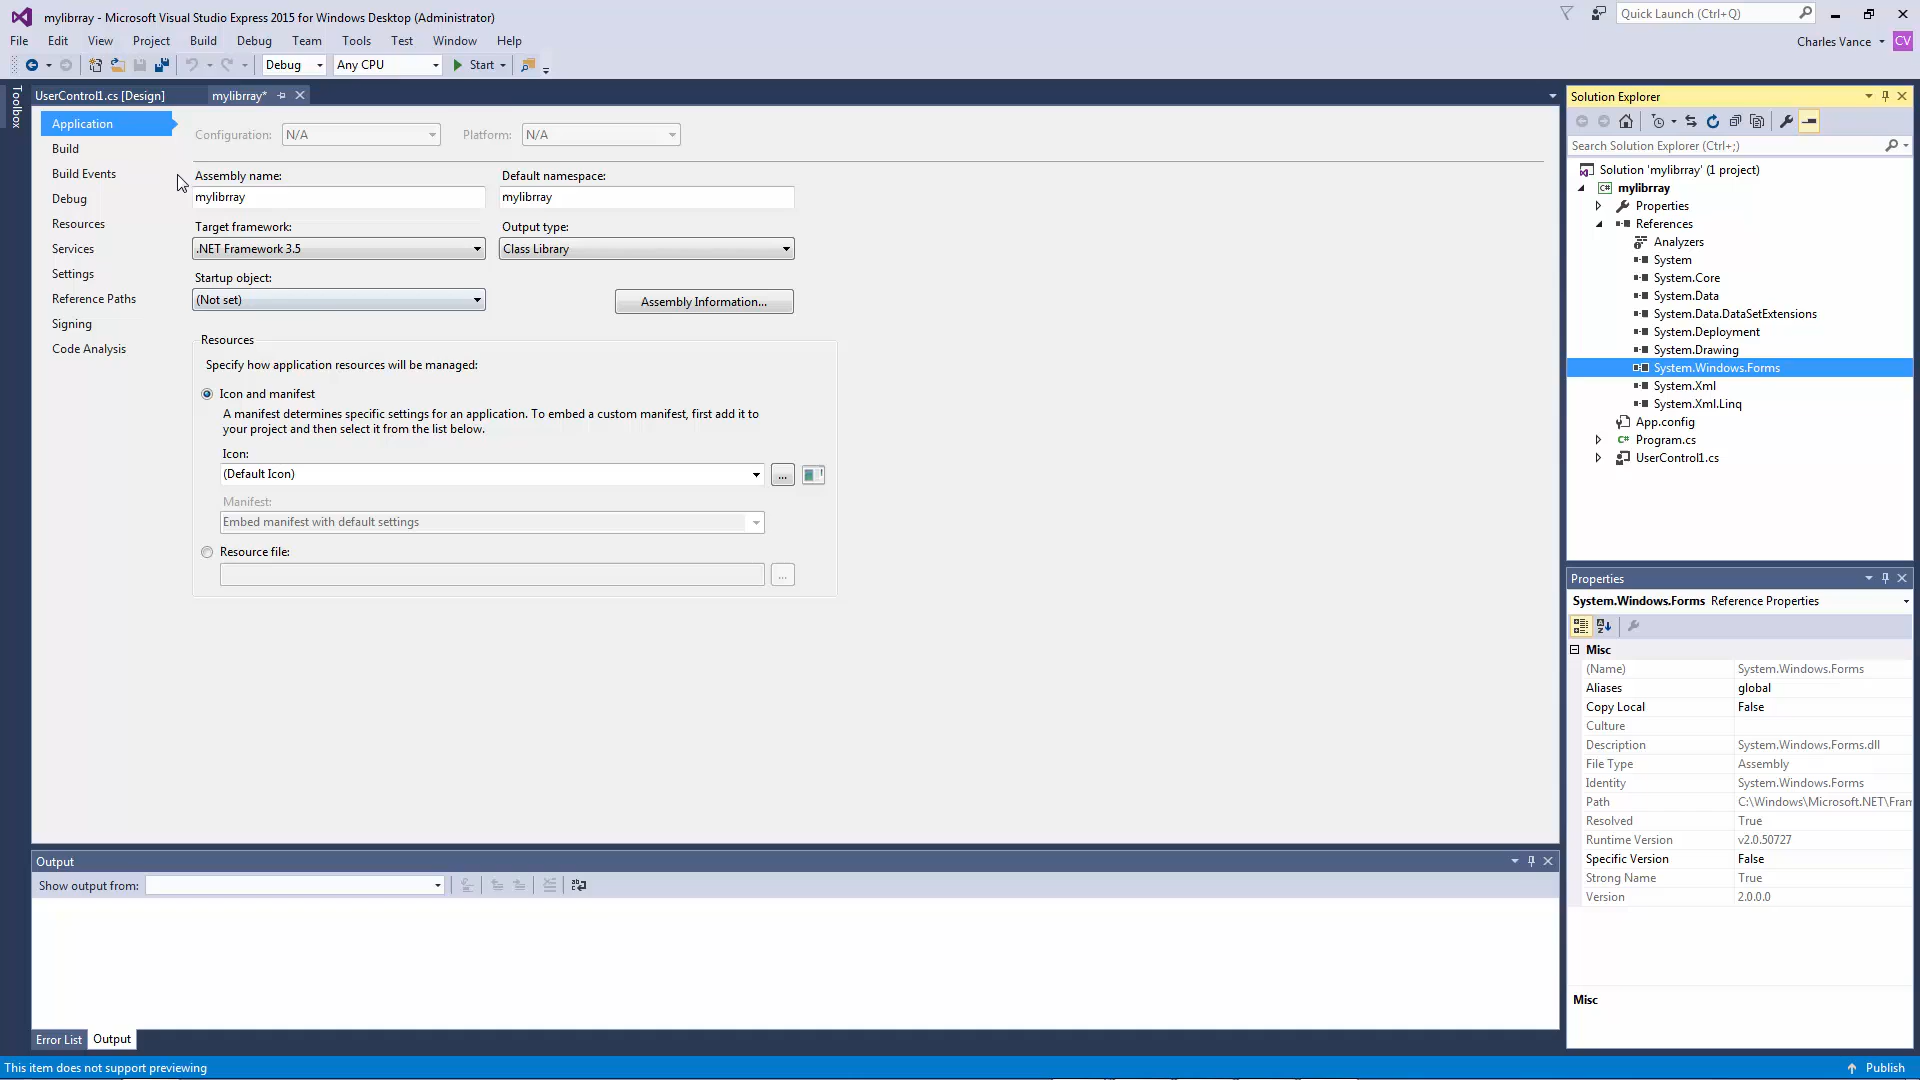 mylibrray - Microsoft Visual Studio Express 2015 for Windows Desktop (Administrator)
Quick Launch (Ctrl+Q)
File Edit View Project Build Debug Team Tools Test Window Help
Charles Vance CV
Debug Any CPU Start
Toolbox
UserControl1.cs [Design] mylibrray*
Application
Build
Build Events
Debug
Resources
Services
Settings
Reference Paths
Signing
Code Analysis
Configuration: N/A Platform: N/A
Assembly name: Default namespace:
mylibrray mylibrray
Target framework: Output type:
.NET Framework 3.5 Class Library
Startup object:
(Not set) Assembly Information...
Resources
Specify how application resources will be managed:
Icon and manifest
A manifest determines specific settings for an application. To embed a custom manifest, first add it to
your project and then select it from the list below.
Icon:
(Default Icon) ...
Manifest:
Embed manifest with default settings
Resource file:
...
Output
Show output from:
Error List Output
This item does not support previewing
Solution Explorer
Search Solution Explorer (Ctrl+;)
Solution 'mylibrray' (1 project)
C# mylibrray
Properties
References
Analyzers
System
System.Core
System.Data
System.Data.DataSetExtensions
System.Deployment
System.Drawing
System.Windows.Forms
System.Xml
System.Xml.Linq
App.config
C# Program.cs
UserControl1.cs
Properties
System.Windows.Forms Reference Properties
Misc
(Name) System.Windows.Forms
Aliases global
Copy Local False
Culture
Description System.Windows.Forms.dll
File Type Assembly
Identity System.Windows.Forms
Path C:\Windows\Microsoft.NET\Fran
Resolved True
Runtime Version v2.0.50727
Specific Version False
Strong Name True
Version 2.0.0.0
Misc
Publish